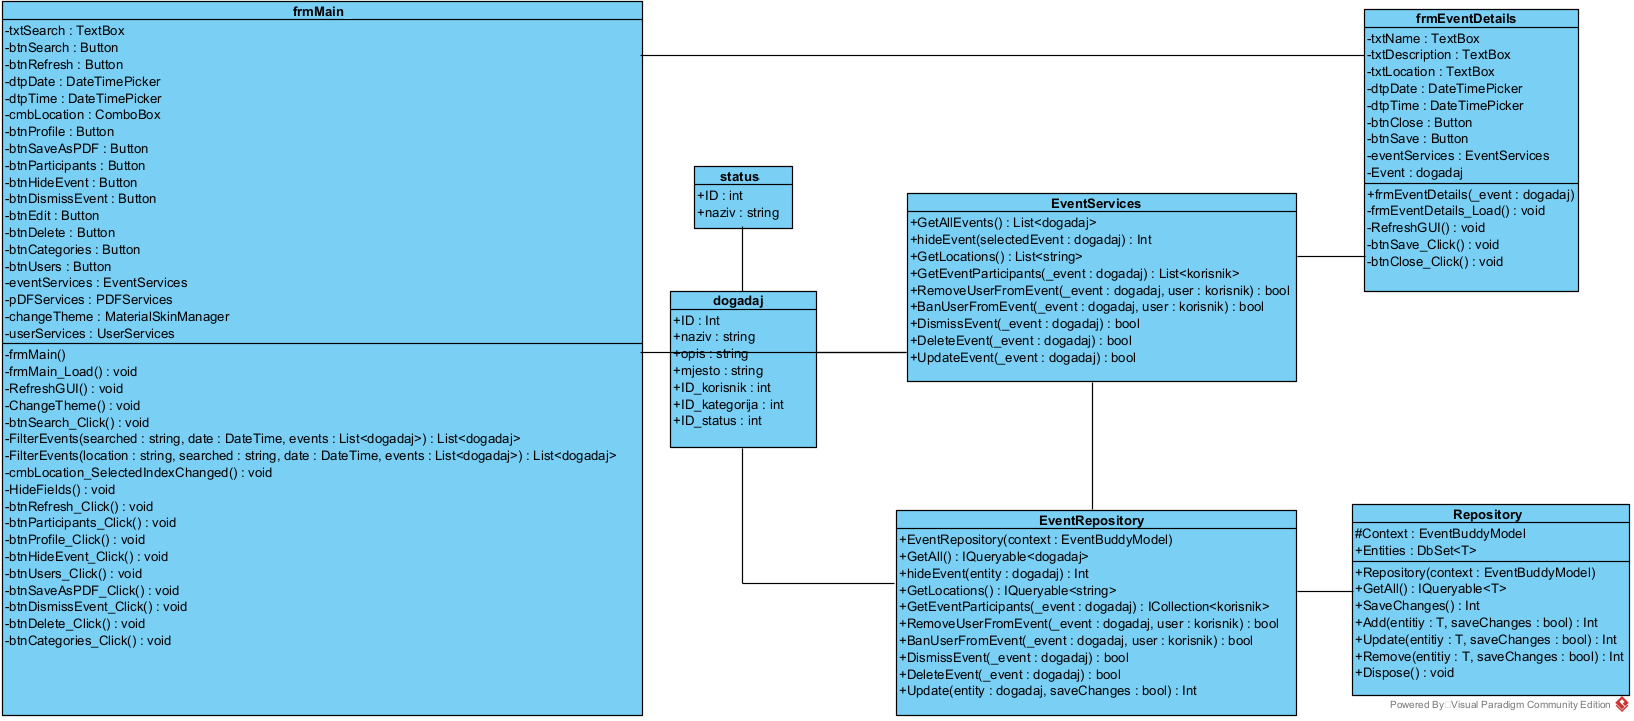 frmMain
-txtSearch : TextBox
-btnSearch : Button
-btnRefresh : Button
-dtpDate : DateTimePicker
-dtpTime : DateTimePicker
-cmbLocation : ComboBox
-btnProfile : Button
-btnSaveAsPDF : Button
-btnParticipants : Button
-btnHideEvent : Button
-btnDismissEvent : Button
-btnEdit : Button
-btnDelete : Button
-btnCategories : Button
-btnUsers : Button
-eventServices : EventServices
-pDFServices : PDFServices
-changeTheme : MaterialSkinManager
-userServices : UserServices
-frmMain()
-frmMain_Load() : void
-RefreshGUI() : void
-ChangeTheme() : void
-btnSearch_Click() : void
-FilterEvents(searched : string, date : DateTime, events : List<dogadaj>) : List<dogadaj>
-FilterEvents(location : string, searched : string, date : DateTime, events : List<dogadaj>) : List<dogadaj>
-cmbLocation_SelectedIndexChanged() : void
-HideFields() : void
-btnRefresh_Click() : void
-btnParticipants_Click() : void
-btnProfile_Click() : void
-btnHideEvent_Click() : void
-btnUsers_Click() : void
-btnSaveAsPDF_Click() : void
-btnDismissEvent_Click() : void
-btnDelete_Click() : void
-btnCategories_Click() : void
status
+ID : int
+naziv : string
dogadaj
+ID : Int
+naziv : string
+opis : string
+mjesto : string
+ID_korisnik : int
+ID_kategorija : int
+ID_status : int
EventServices
+GetAllEvents() : List<dogadaj>
+hideEvent(selectedEvent : dogadaj) : Int
+GetLocations() : List<string>
+GetEventParticipants(_event : dogadaj) : List<korisnik>
+RemoveUserFromEvent(_event : dogadaj, user : korisnik) : bool
+BanUserFromEvent(_event : dogadaj, user : korisnik) : bool
+DismissEvent(_event : dogadaj) : bool
+DeleteEvent(_event : dogadaj) : bool
+UpdateEvent(_event : dogadaj) : bool
frmEventDetails
-txtName : TextBox
-txtDescription : TextBox
-txtLocation : TextBox
-dtpDate : DateTimePicker
-dtpTime : DateTimePicker
-btnClose : Button
-btnSave : Button
-eventServices : EventServices
-Event : dogadaj
+frmEventDetails(_event : dogadaj)
-frmEventDetails_Load() : void
-RefreshGUI() : void
-btnSave_Click() : void
-btnClose_Click() : void
EventRepository
+EventRepository(context : EventBuddyModel)
+GetAll() : IQueryable<dogadaj>
+hideEvent(entity : dogadaj) : Int
+GetLocations() : IQueryable<string>
+GetEventParticipants(_event : dogadaj) : ICollection<korisnik>
+RemoveUserFromEvent(_event : dogadaj, user : korisnik) : bool
+BanUserFromEvent(_event : dogadaj, user : korisnik) : bool
+DismissEvent(_event : dogadaj) : bool
+DeleteEvent(_event : dogadaj) : bool
+Update(entity : dogadaj, saveChanges : bool) : Int
Repository
#Context : EventBuddyModel
+Entities : DbSet<T>
+Repository(context : EventBuddyModel)
+GetAll() : IQueryable<T>
+SaveChanges() : Int
+Add(entitiy : T, saveChanges : bool) : Int
+Update(entitiy : T, saveChanges : bool) : Int
+Remove(entitiy : T, saveChanges : bool) : Int
+Dispose() : void
Powered By Visual Paradigm Community Edition